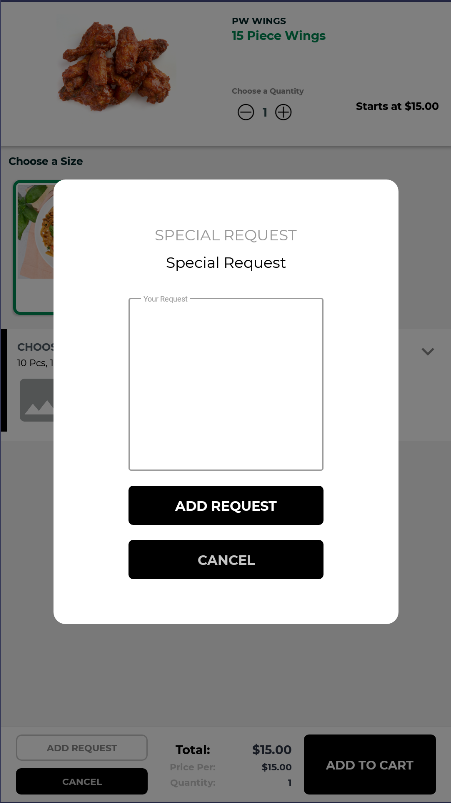 PW WINGS
15 Piece Wings
Choose a Quantity
1
Starts at $15.00
Choose a Size
SPECIAL REQUEST
Special Request
Your Request
CHOOS
10 Pcs, 1
ADD REQUEST
CANCEL
ADD REQUEST
CANCEL
Total: $15.00
Price Per: $15.00
Quantity: 1
ADD TO CART